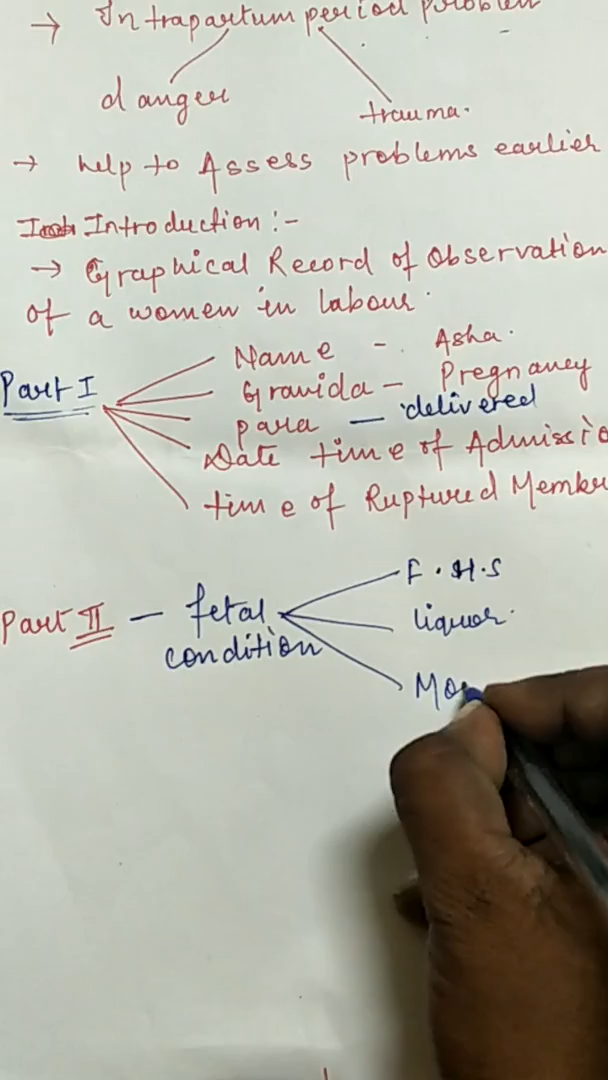 → Intrapartum period problem
danger
trauma.
→ help to Assess problems earlier
Introduction :-
→ Graphical Record of Observation
of a women in labour.
Part I
Name - Asha.
Gravida - Pregnancy
para - delivered
Date time of Admissio
time of Ruptured Membr
Part II - fetal
condition
F.H.S
liquor.
Mo